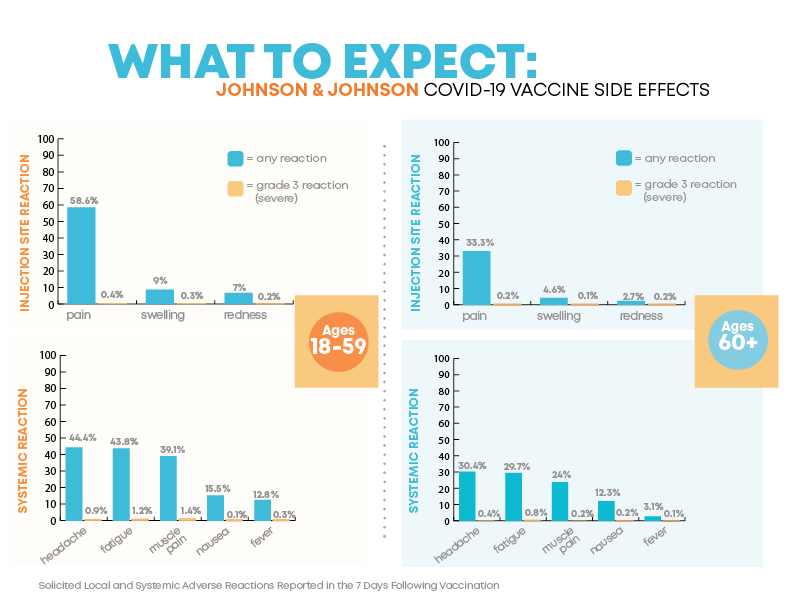 WHAT TO EXPECT:
JOHNSON & JOHNSON COVID-19 VACCINE SIDE EFFECTS
INJECTION SITE REACTION
100
90
80
70
60
50
40
30
20
10
0
= any reaction
= grade 3 reaction
(severe)
58.6%
0.4%
9%
0.3%
7%
0.2%
pain
swelling
redness
Ages
18-59
SYSTEMIC REACTION
100
90
80
70
60
50
40
30
20
10
0
44.4%
0.9%
43.8%
1.2%
39.1%
1.4%
15.5%
0.1%
12.8%
0.3%
headache
fatigue
muscle
pain
nausea
fever
INJECTION SITE REACTION
100
90
80
70
60
50
40
30
20
10
0
= any reaction
= grade 3 reaction
(severe)
33.3%
0.2%
4.6%
0.1%
2.7%
0.2%
pain
swelling
redness
Ages
60+
SYSTEMIC REACTION
100
90
80
70
60
50
40
30
20
10
0
30.4%
0.4%
29.7%
0.8%
24%
0.2%
12.3%
0.2%
3.1%
0.1%
headache
fatigue
muscle
pain
nausea
fever
Solicited Local and Systemic Adverse Reactions Reported in the 7 Days Following Vaccination